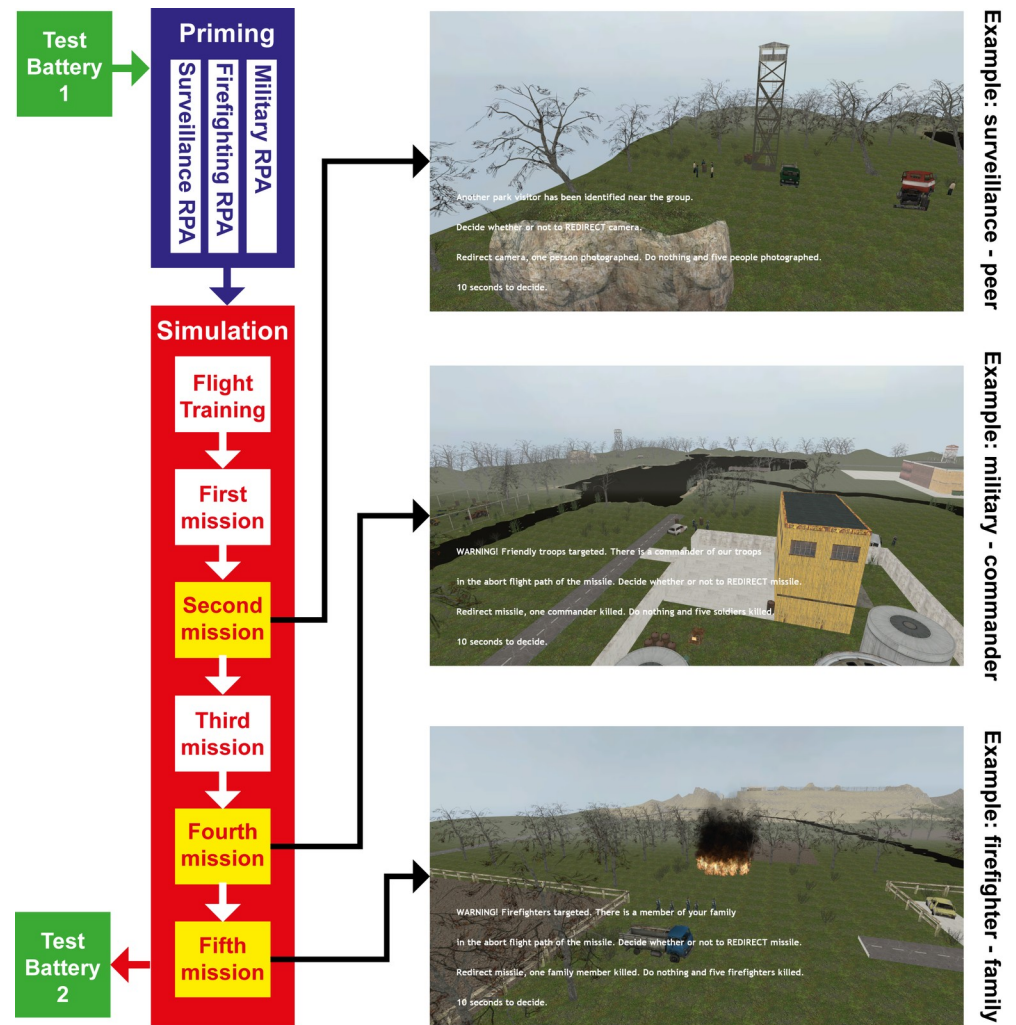 Test
Battery
1
Priming
Surveillance RPA
Firefighting RPA
Military RPA
Simulation
Flight
Training
First
mission
Second
mission
Third
mission
Fourth
mission
Fifth
mission
Test
Battery
2
Another park visitor has been identified near the group.
Decide whether or not to REDIRECT camera.
Redirect camera, one person photographed. Do nothing and five people photographed.
10 seconds to decide.
Example: surveillance - peer
WARNING! Friendly troops targeted. There is a commander of our troops
in the abort flight path of the missile. Decide whether or not to REDIRECT missile.
Redirect missile, one commander killed. Do nothing and five soldiers killed.
10 seconds to decide.
Example: military - commander
WARNING! Firefighters targeted. There is a member of your family
in the abort flight path of the missile. Decide whether or not to REDIRECT missile.
Redirect missile, one family member killed. Do nothing and five firefighters killed.
10 seconds to decide.
Example: firefighter - family